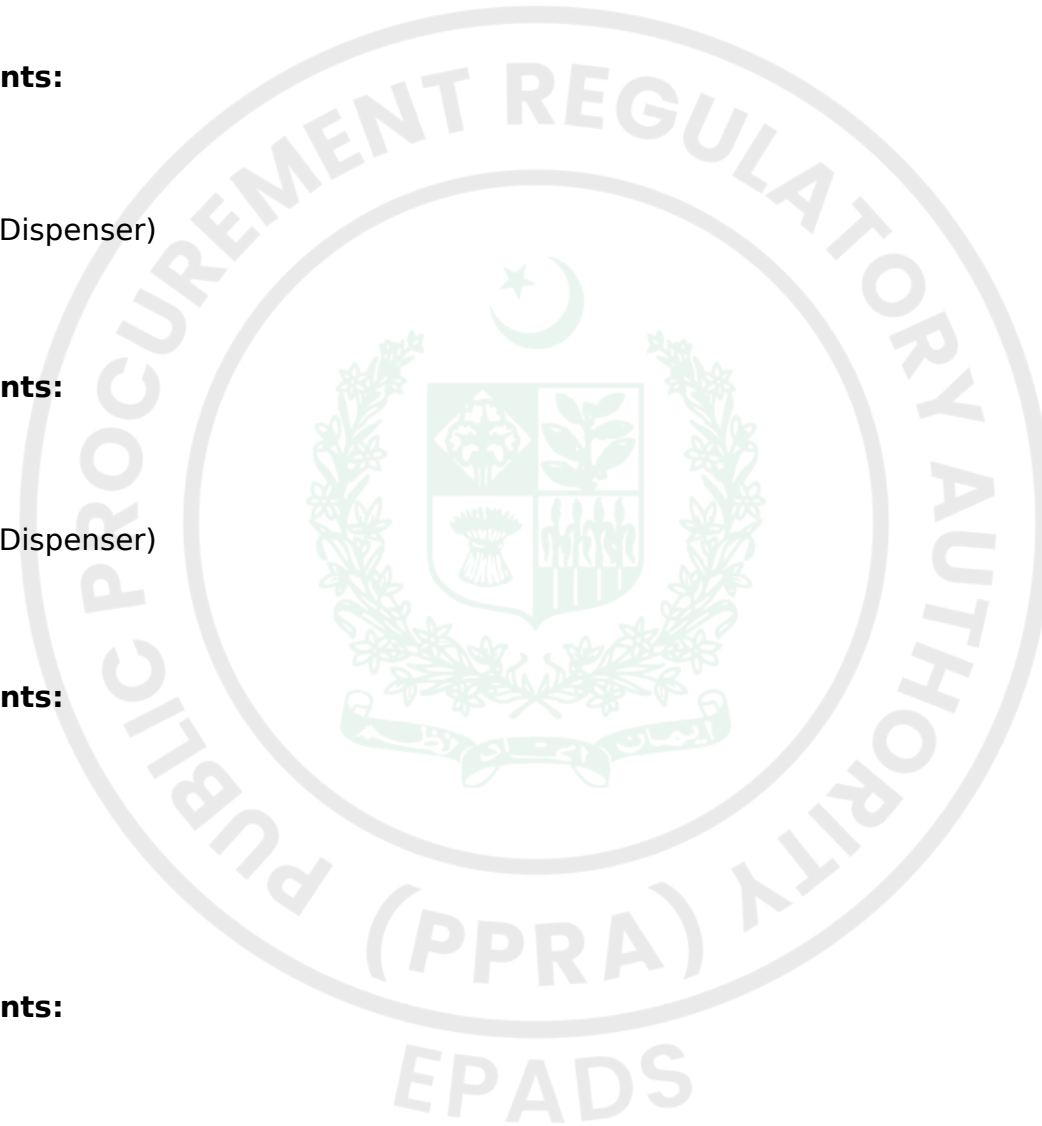 nts:
Dispenser)
nts:
Dispenser)
nts:
nts:
PUBLIC PROCUREMENT REGULATORY AUTHORITY
(PPRA)
EPADS